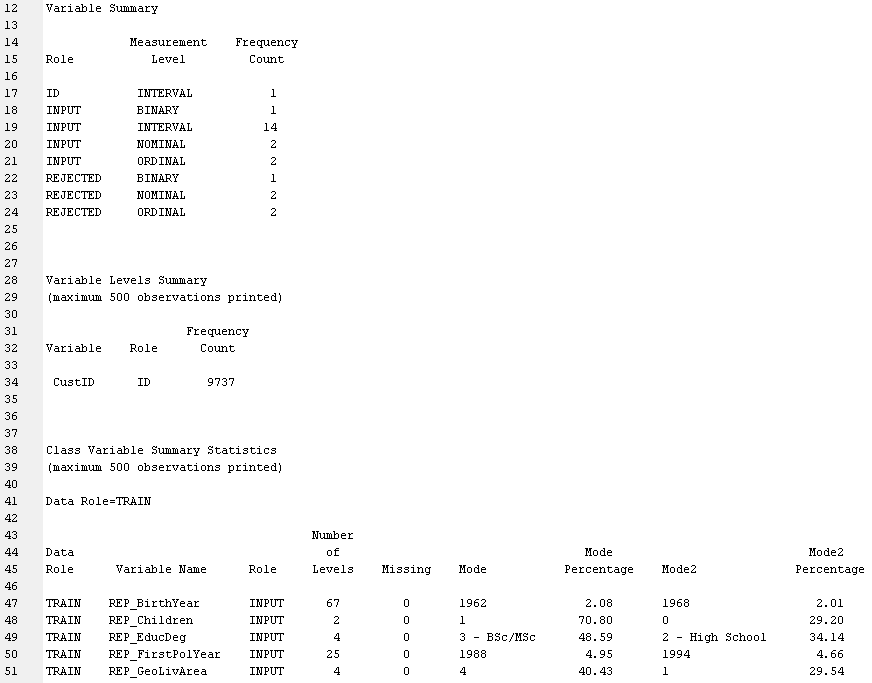 12 Variable Summary
13
14 Measurement Frequency
15 Role Level Count
16
17 ID INTERVAL 1
18 INPUT BINARY 1
19 INPUT INTERVAL 14
20 INPUT NOMINAL 2
21 INPUT ORDINAL 2
22 REJECTED BINARY 1
23 REJECTED NOMINAL 2
24 REJECTED ORDINAL 2
25
26
27
28 Variable Levels Summary
29 (maximum 500 observations printed)
30
31 Frequency
32 Variable Role Count
33
34 CustID ID 9737
35
36
37
38 Class Variable Summary Statistics
39 (maximum 500 observations printed)
40
41 Data Role=TRAIN
42
43 Number
44 Data of Mode Mode2
45 Role Variable Name Role Levels Missing Mode Percentage Mode2 Percentage
46
47 TRAIN REP_BirthYear INPUT 67 0 1962 2.08 1968 2.01
48 TRAIN REP_Children INPUT 2 0 1 70.80 0 29.20
49 TRAIN REP_EducDeg INPUT 4 0 3 - BSc/MSc 48.59 2 - High School 34.14
50 TRAIN REP_FirstPolYear INPUT 25 0 1988 4.95 1994 4.66
51 TRAIN REP_GeoLivArea INPUT 4 0 4 40.43 1 29.54